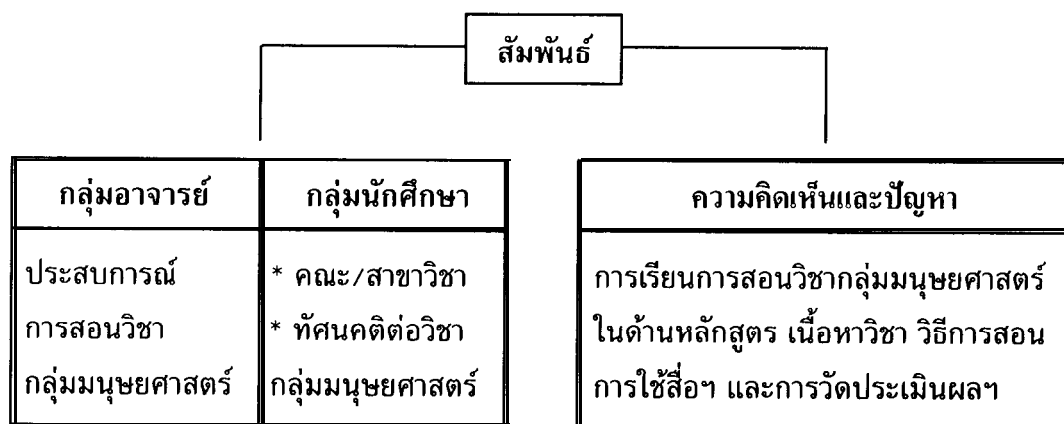 สัมพันธ์
กลุ่มอาจารย์
ประสบการณ์
การสอนวิชา
กลุ่มมนุษยศาสตร์
กลุ่มนักศึกษา
* คณะ/สาขาวิชา
* ทัศนคติต่อวิชา
กลุ่มมนุษยศาสตร์
ความคิดเห็นและปัญหา
การเรียนการสอนวิชากลุ่มมนุษยศาสตร์
ในด้านหลักสูตร เนื้อหาวิชา วิธีการสอน
การใช้สื่อฯ และการวัดประเมินผลฯ